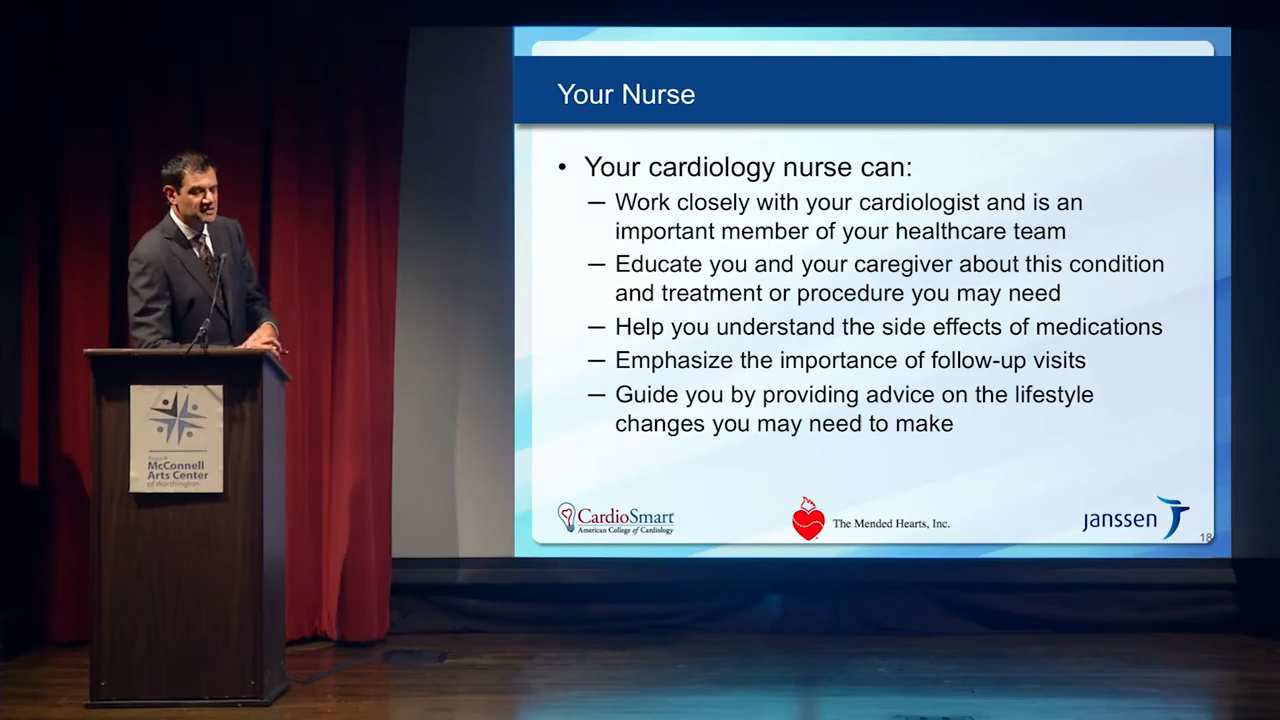 Your Nurse
• Your cardiology nurse can:
— Work closely with your cardiologist and is an
important member of your healthcare team
— Educate you and your caregiver about this condition
and treatment or procedure you may need
— Help you understand the side effects of medications
— Emphasize the importance of follow-up visits
— Guide you by providing advice on the lifestyle
changes you may need to make
McConnell
Arts Center
of Worthington
CardioSmart
American College of Cardiology
The Mended Hearts, Inc.
janssen
18